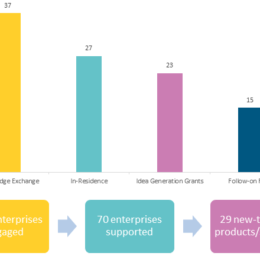 37
27
23
15
dge Exchange
In-Residence
Idea Generation Grants
Follow-on
nterprises
gaged
70 enterprises
supported
29 new-t
products/